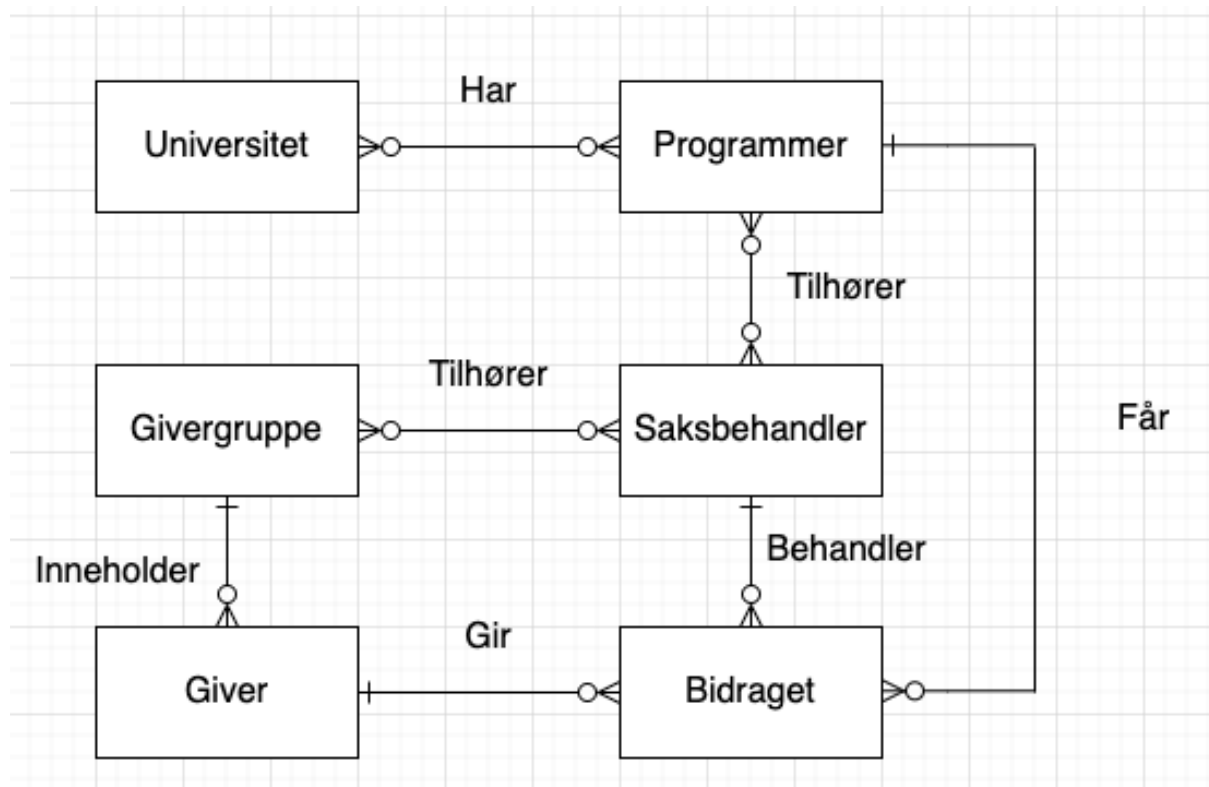 Har
Universitet
Programmer
Tilhører
Tilhører
Givergruppe
Saksbehandler
Får
Behandler
Inneholder
Gir
Giver
Bidraget